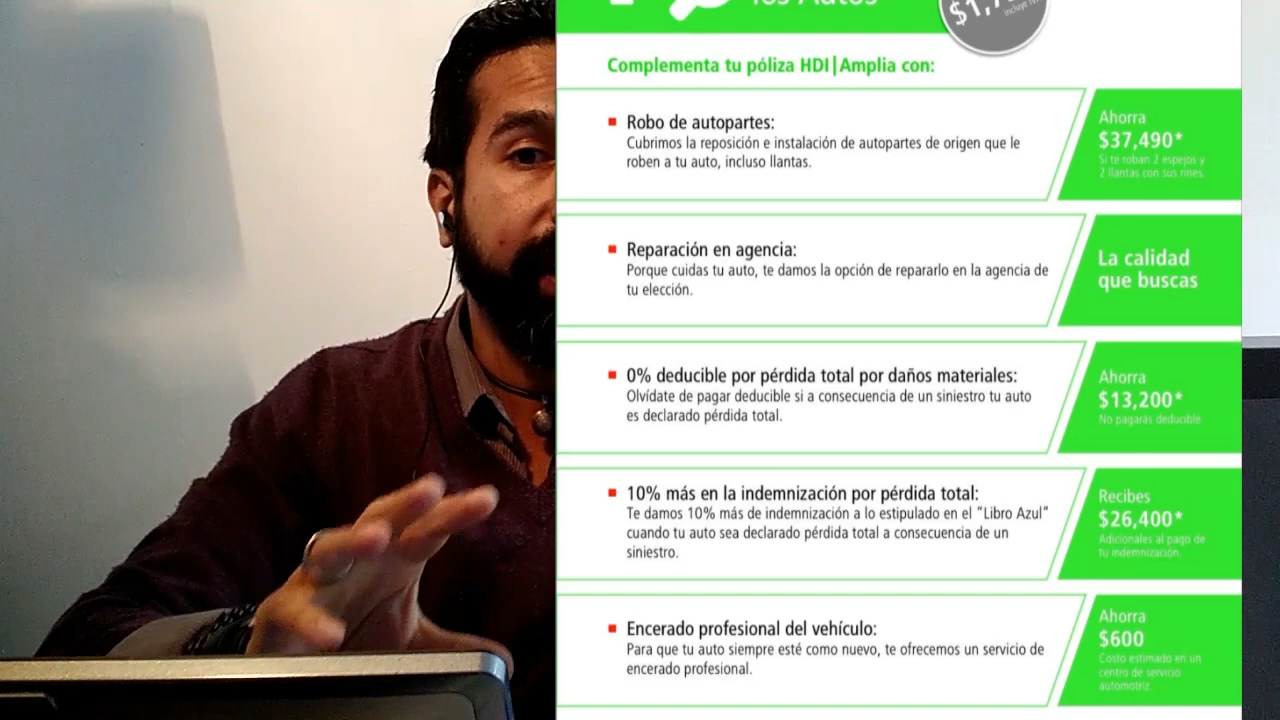 los Autos
$1,7
incluye IV
Complementa tu póliza HDI|Amplia con:
Robo de autopartes:
Cubrimos la reposición e instalación de autopartes de origen que le
roben a tu auto, incluso llantas.
Ahorra
$37,490*
Si te roban 2 espejos y
2 llantas con sus rines.
Reparación en agencia:
Porque cuidas tu auto, te damos la opción de repararlo en la agencia de
tu elección.
La calidad
que buscas
0% deducible por pérdida total por daños materiales:
Olvídate de pagar deducible si a consecuencia de un siniestro tu auto
es declarado pérdida total.
Ahorra
$13,200*
No pagarás deducible
10% más en la indemnización por pérdida total:
Te damos 10% más de indemnización a lo estipulado en el "Libro Azul"
cuando tu auto sea declarado pérdida total a consecuencia de un
siniestro.
Recibes
$26,400*
Adicionales al pago de
tu indemnización.
Encerado profesional del vehículo:
Para que tu auto siempre esté como nuevo, te ofrecemos un servicio de
encerado profesional.
Ahorra
$600
Costo estimado en un
centro de servicio
automotriz.